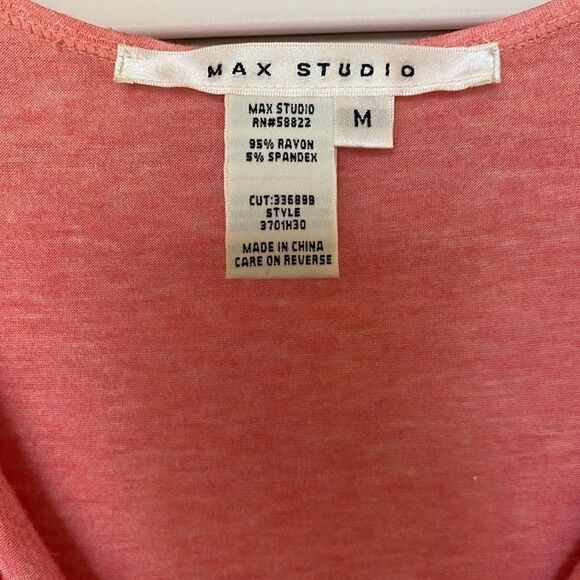 MAX STUDIO
MAX STUDIO
RN#58822
M
95% RAYON
5% SPANDEX
CUT:33689B
STYLE
3701H30
MADE IN CHINA
CARE ON REVERSE